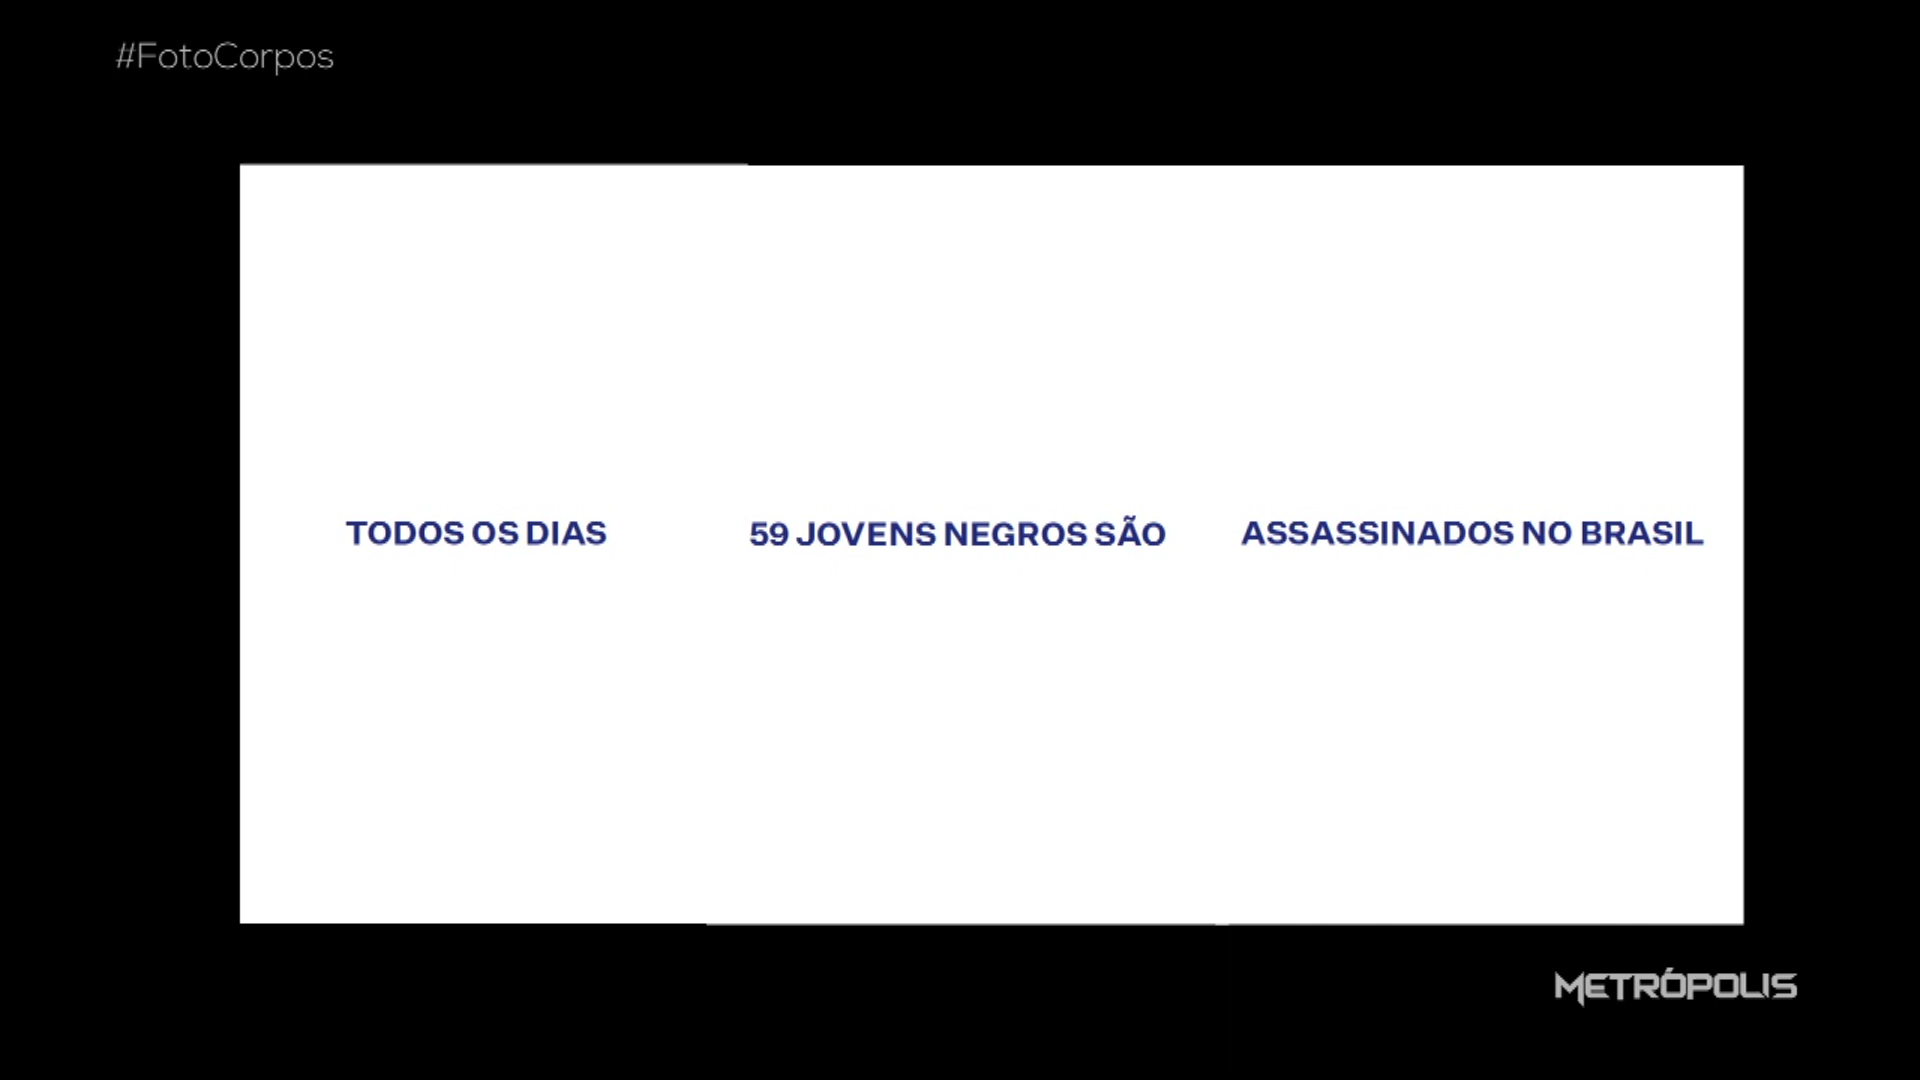 #FotoCorpos
TODOS OS DIAS 59 JOVENS NEGROS SÃO ASSASSINADOS NO BRASIL
METRÓPOLIS